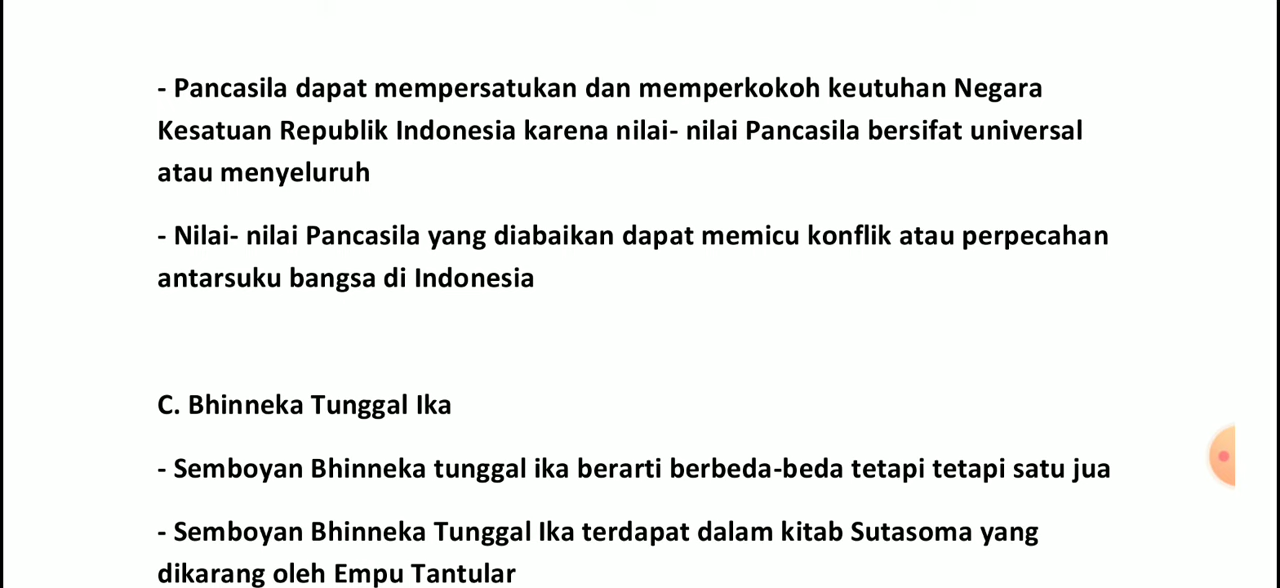 - Pancasila dapat mempersatukan dan memperkokoh keutuhan Negara
Kesatuan Republik Indonesia karena nilai- nilai Pancasila bersifat universal
atau menyeluruh
- Nilai- nilai Pancasila yang diabaikan dapat memicu konflik atau perpecahan
antarsuku bangsa di Indonesia
C. Bhinneka Tunggal Ika
- Semboyan Bhinneka tunggal ika berarti berbeda-beda tetapi tetapi satu jua
- Semboyan Bhinneka Tunggal Ika terdapat dalam kitab Sutasoma yang
dikarang oleh Empu Tantular